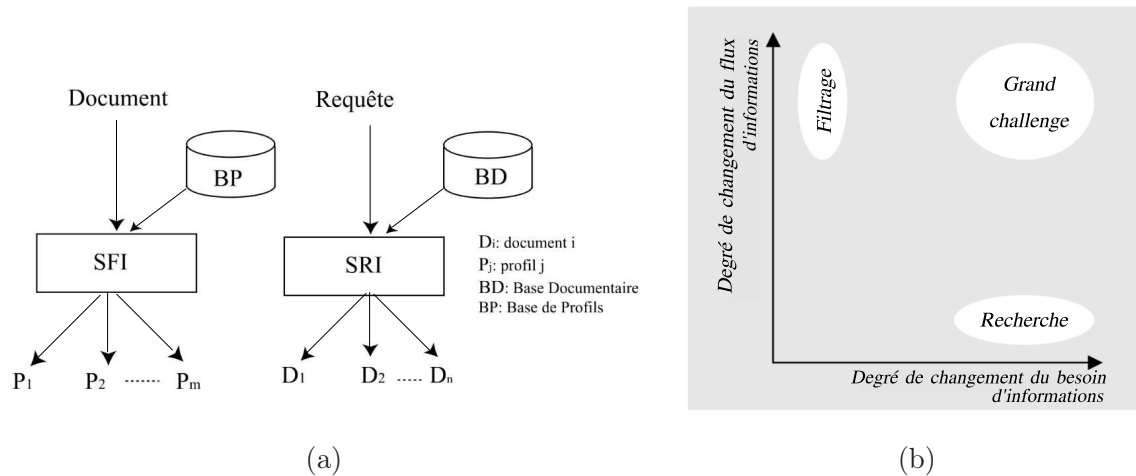 Document
Requête
BP
BD
SFI
SRI
Di: document i
Pj: profil j
BD: Base Documentaire
BP: Base de Profils
P1 P2 ...... Pm
D1 D2 ..... Dn
(a)
Degré de changement du flux
d'informations
Filtrage
Grand
challenge
Recherche
Degré de changement du besoin
d'informations
(b)